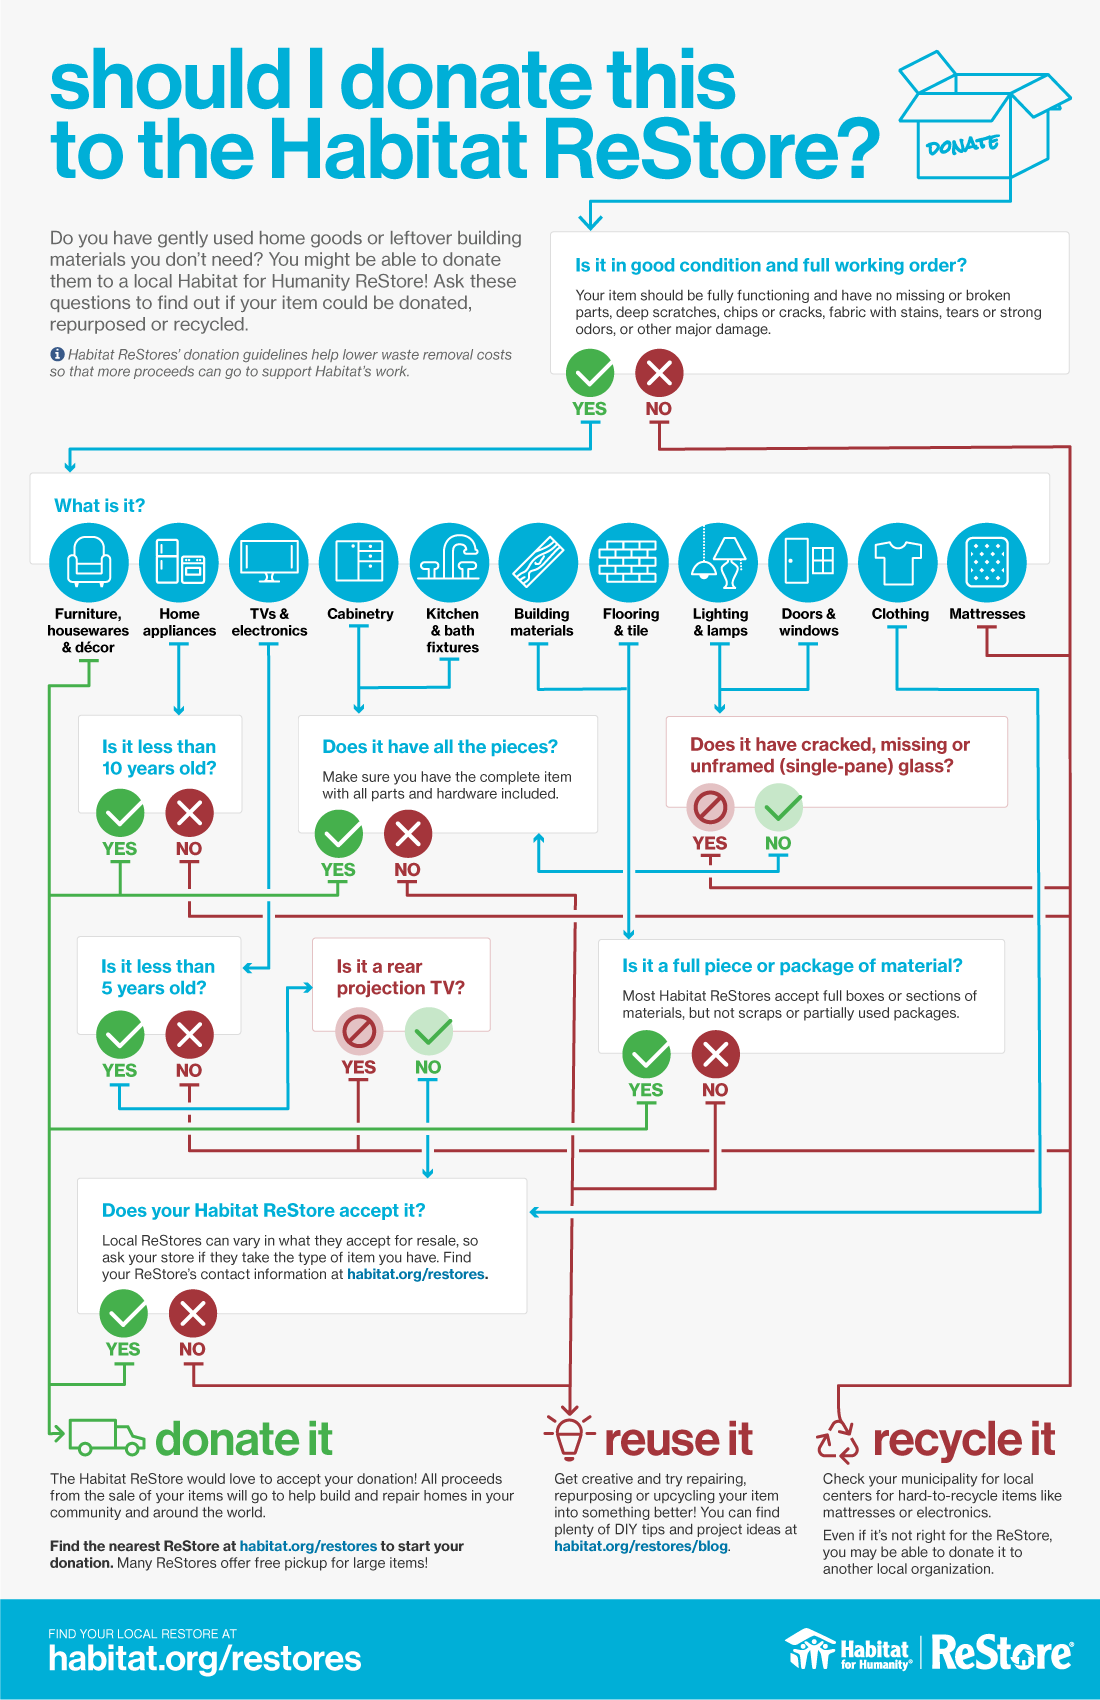 should I donate this
to the Habitat ReStore?
DONATE
Do you have gently used home goods or leftover building
materials you don't need? You might be able to donate
them to a local Habitat for Humanity ReStore! Ask these
questions to find out if your item could be donated,
repurposed or recycled.
i Habitat ReStores' donation guidelines help lower waste removal costs
so that more proceeds can go to support Habitat's work.
Is it in good condition and full working order?
Your item should be fully functioning and have no missing or broken
parts, deep scratches, chips or cracks, fabric with stains, tears or strong
odors, or other major damage.
YES
NO
What is it?
Furniture,
housewares
& décor
Home
appliances
TVs &
electronics
Cabinetry
Kitchen
& bath
fixtures
Building
materials
Flooring
& tile
Lighting
& lamps
Doors &
windows
Clothing
Mattresses
Is it less than
10 years old?
YES
NO
Does it have all the pieces?
Make sure you have the complete item
with all parts and hardware included.
YES
NO
Does it have cracked, missing or
unframed (single-pane) glass?
YES
NO
Is it less than
5 years old?
YES
NO
Is it a rear
projection TV?
YES
NO
Is it a full piece or package of material?
Most Habitat ReStores accept full boxes or sections of
materials, but not scraps or partially used packages.
YES
NO
Does your Habitat ReStore accept it?
Local ReStores can vary in what they accept for resale, so
ask your store if they take the type of item you have. Find
your ReStore's contact information at habitat.org/restores.
YES
NO
donate it
The Habitat ReStore would love to accept your donation! All proceeds
from the sale of your items will go to help build and repair homes in your
community and around the world.
Find the nearest ReStore at habitat.org/restores to start your
donation. Many ReStores offer free pickup for large items!
reuse it
Get creative and try repairing,
repurposing or upcycling your item
into something better! You can find
plenty of DIY tips and project ideas at
habitat.org/restores/blog.
recycle it
Check your municipality for local
centers for hard-to-recycle items like
mattresses or electronics.
Even if it's not right for the ReStore,
you may be able to donate it to
another local organization.
FIND YOUR LOCAL RESTORE AT
habitat.org/restores
Habitat
for Humanity®
ReStore®